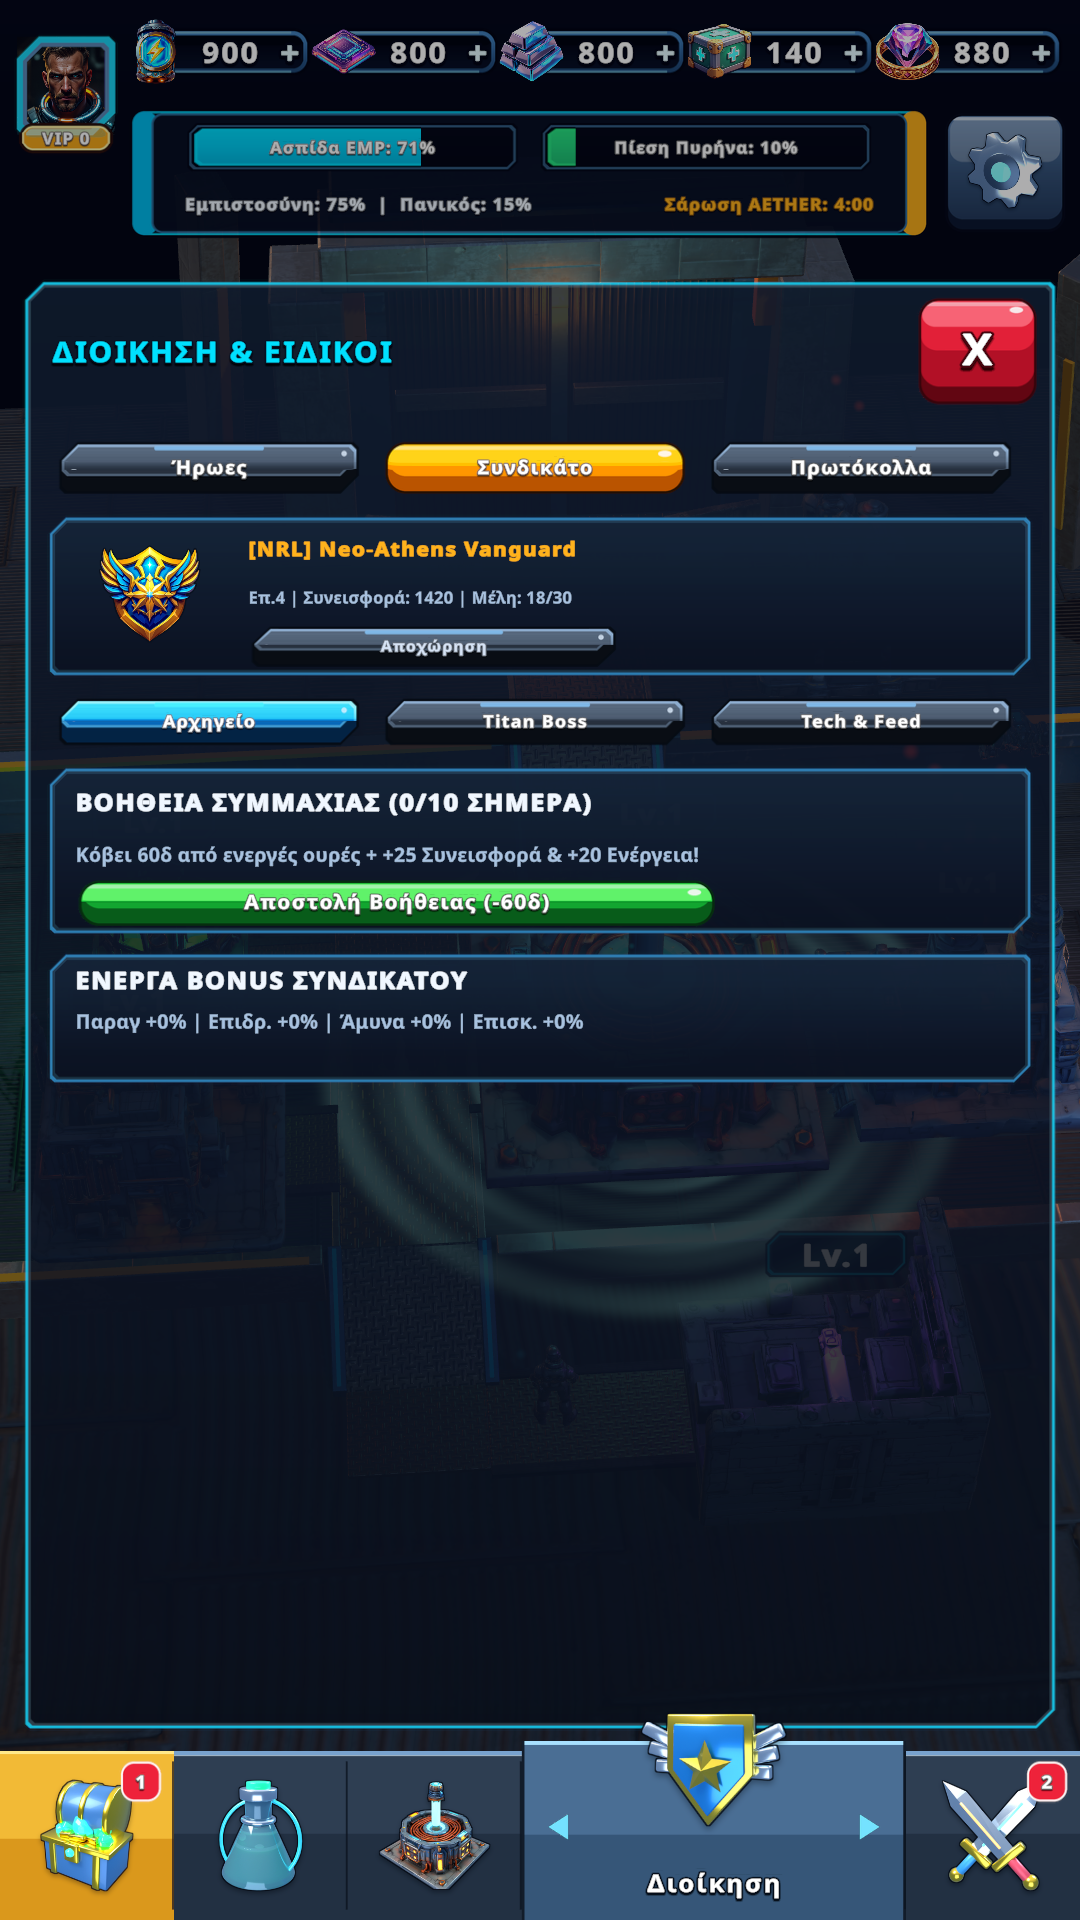 900 +
800 +
800 +
140 +
880 +
VIP 0
Ασπίδα EMP: 71%
Πίεση Πυρήνα: 10%
Εμπιστοσύνη: 75% | Πανικός: 15%
Σάρωση AETHER: 4:00
ΔΙΟΙΚΗΣΗ & ΕΙΔΙΚΟΙ
X
Ήρωες
Συνδικάτο
Πρωτόκολλα
[NRL] Neo-Athens Vanguard
Επ.4 | Συνεισφορά: 1420 | Μέλη: 18/30
Αποχώρηση
Αρχηγείο
Titan Boss
Tech & Feed
ΒΟΗΘΕΙΑ ΣΥΜΜΑΧΙΑΣ (0/10 ΣΗΜΕΡΑ)
Κόβει 60δ από ενεργές ουρές + +25 Συνεισφορά & +20 Ενέργεια!
Αποστολή Βοήθειας (-60δ)
ΕΝΕΡΓΑ BONUS ΣΥΝΔΙΚΑΤΟΥ
Παραγ +0% | Επιδρ. +0% | Άμυνα +0% | Επισκ. +0%
Lv.1
1
2
Διοίκηση